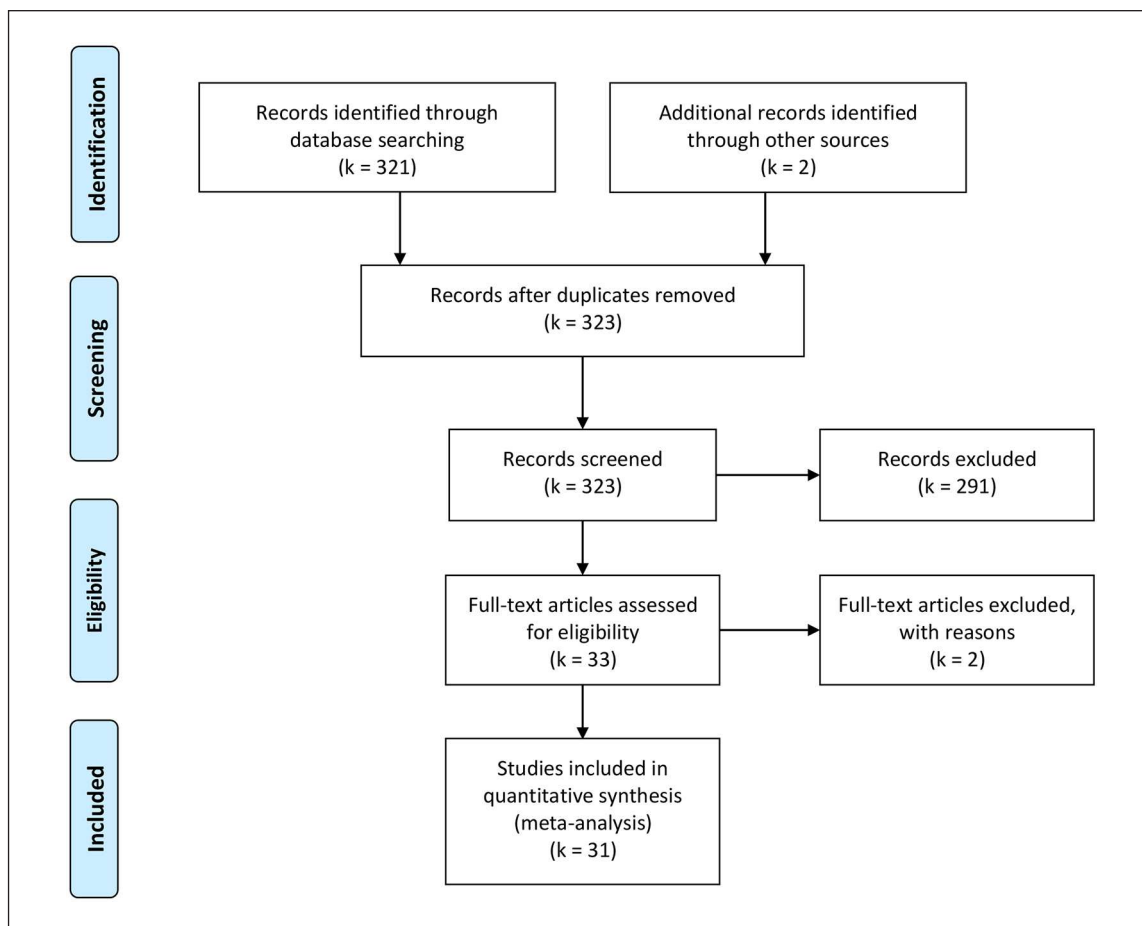 Identification
Records identified through
database searching
(k = 321)
Additional records identified
through other sources
(k = 2)
Screening
Records after duplicates removed
(k = 323)
Records screened
(k = 323)
Records excluded
(k = 291)
Eligibility
Full-text articles assessed
for eligibility
(k = 33)
Full-text articles excluded,
with reasons
(k = 2)
Included
Studies included in
quantitative synthesis
(meta-analysis)
(k = 31)